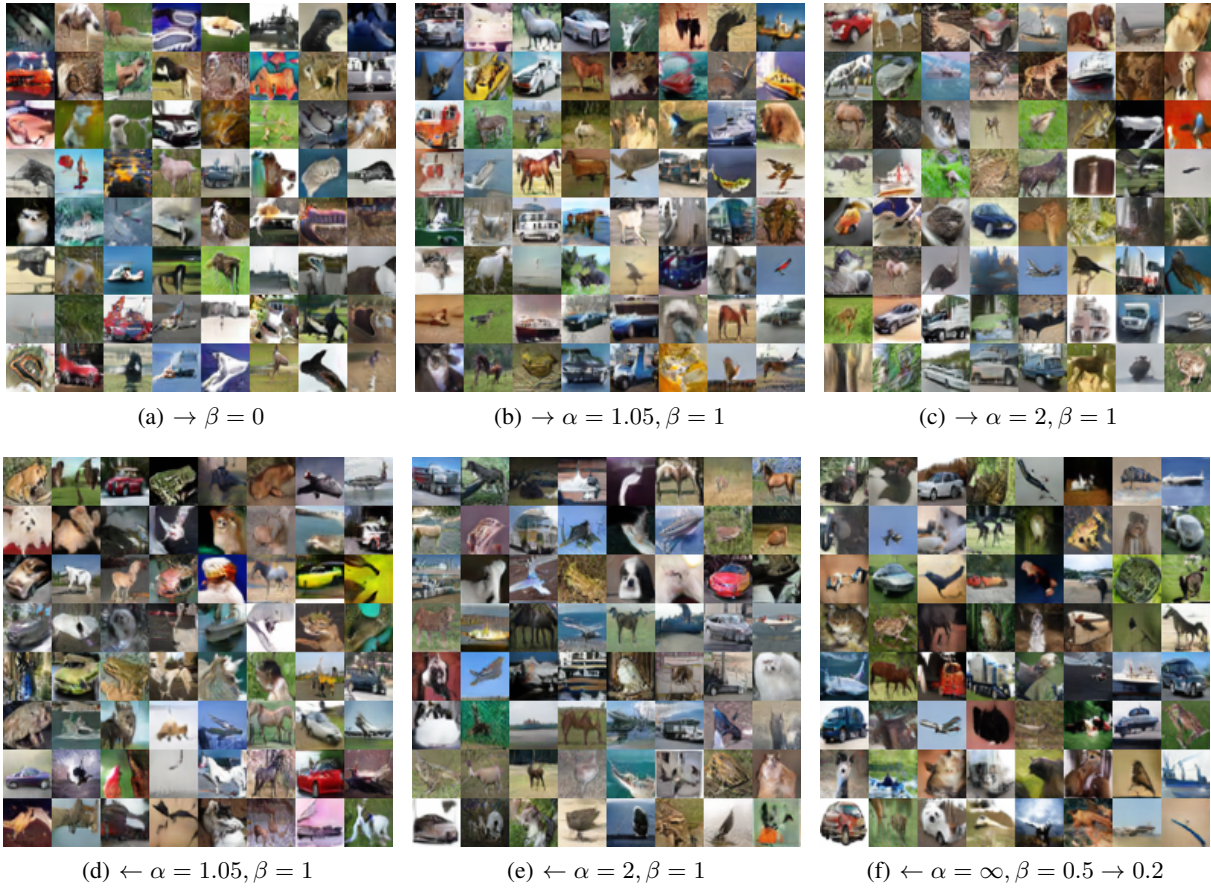 (a) → β = 0
(b) → α = 1.05, β = 1
(c) → α = 2, β = 1
(d) ← α = 1.05, β = 1
(e) ← α = 2, β = 1
(f) ← α = ∞, β = 0.5 → 0.2